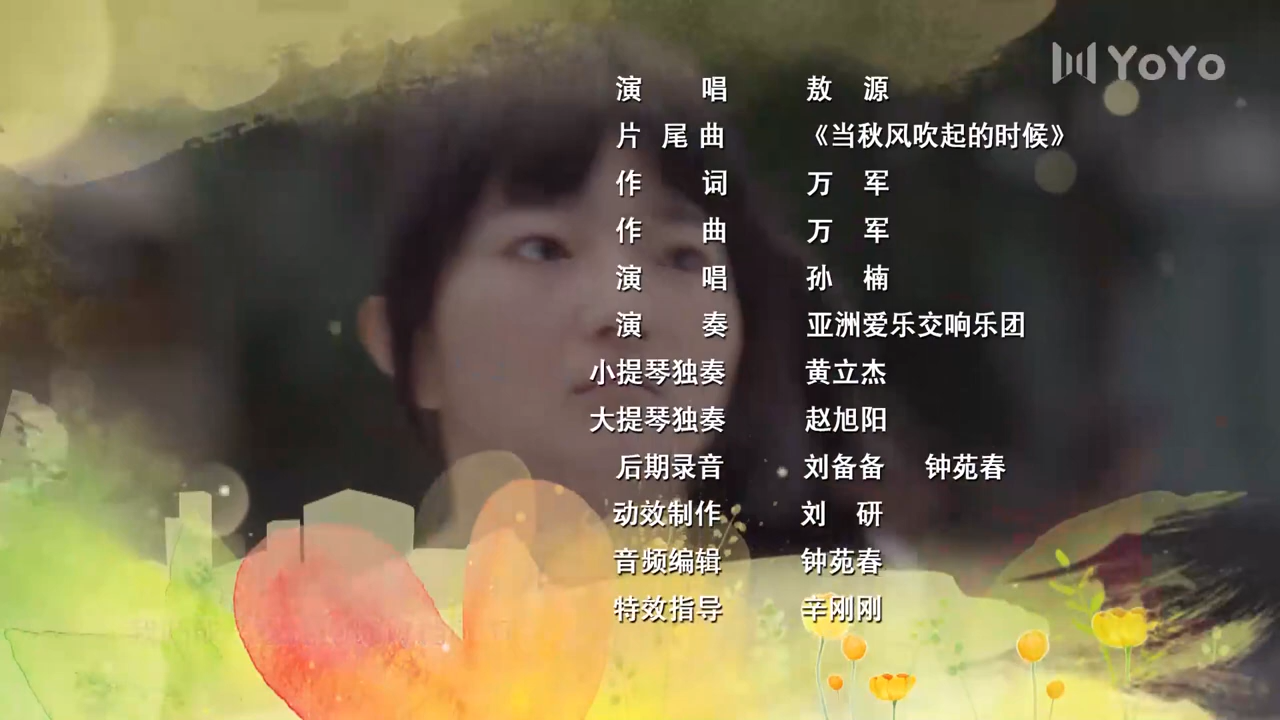 YoYo
演 唱 敖 源
片 尾 曲 《当秋风吹起的时候》
作 词 万 军
作 曲 万 军
演 唱 孙 楠
演 奏 亚洲爱乐交响乐团
小提琴独奏 黄立杰
大提琴独奏 赵旭阳
后期录音 刘备备 钟苑春
动效制作 刘 研
音频编辑 钟苑春
特效指导 辛刚刚